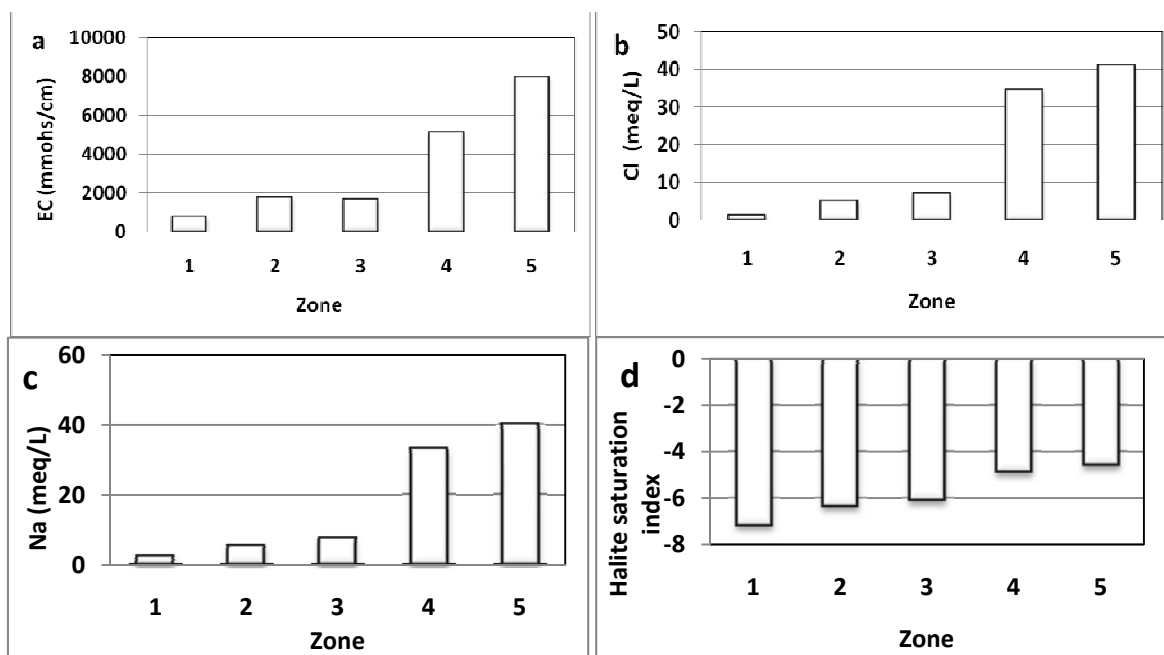 a
EC (mmohs/cm)
10000
8000
6000
4000
2000
0
1 2 3 4 5
Zone
b
Cl (meq/L)
50
40
30
20
10
0
1 2 3 4 5
Zone
c
Na (meq/L)
60
40
20
0
1 2 3 4 5
Zone
d
Halite saturation
index
0
-2
-4
-6
-8
1 2 3 4 5
Zone